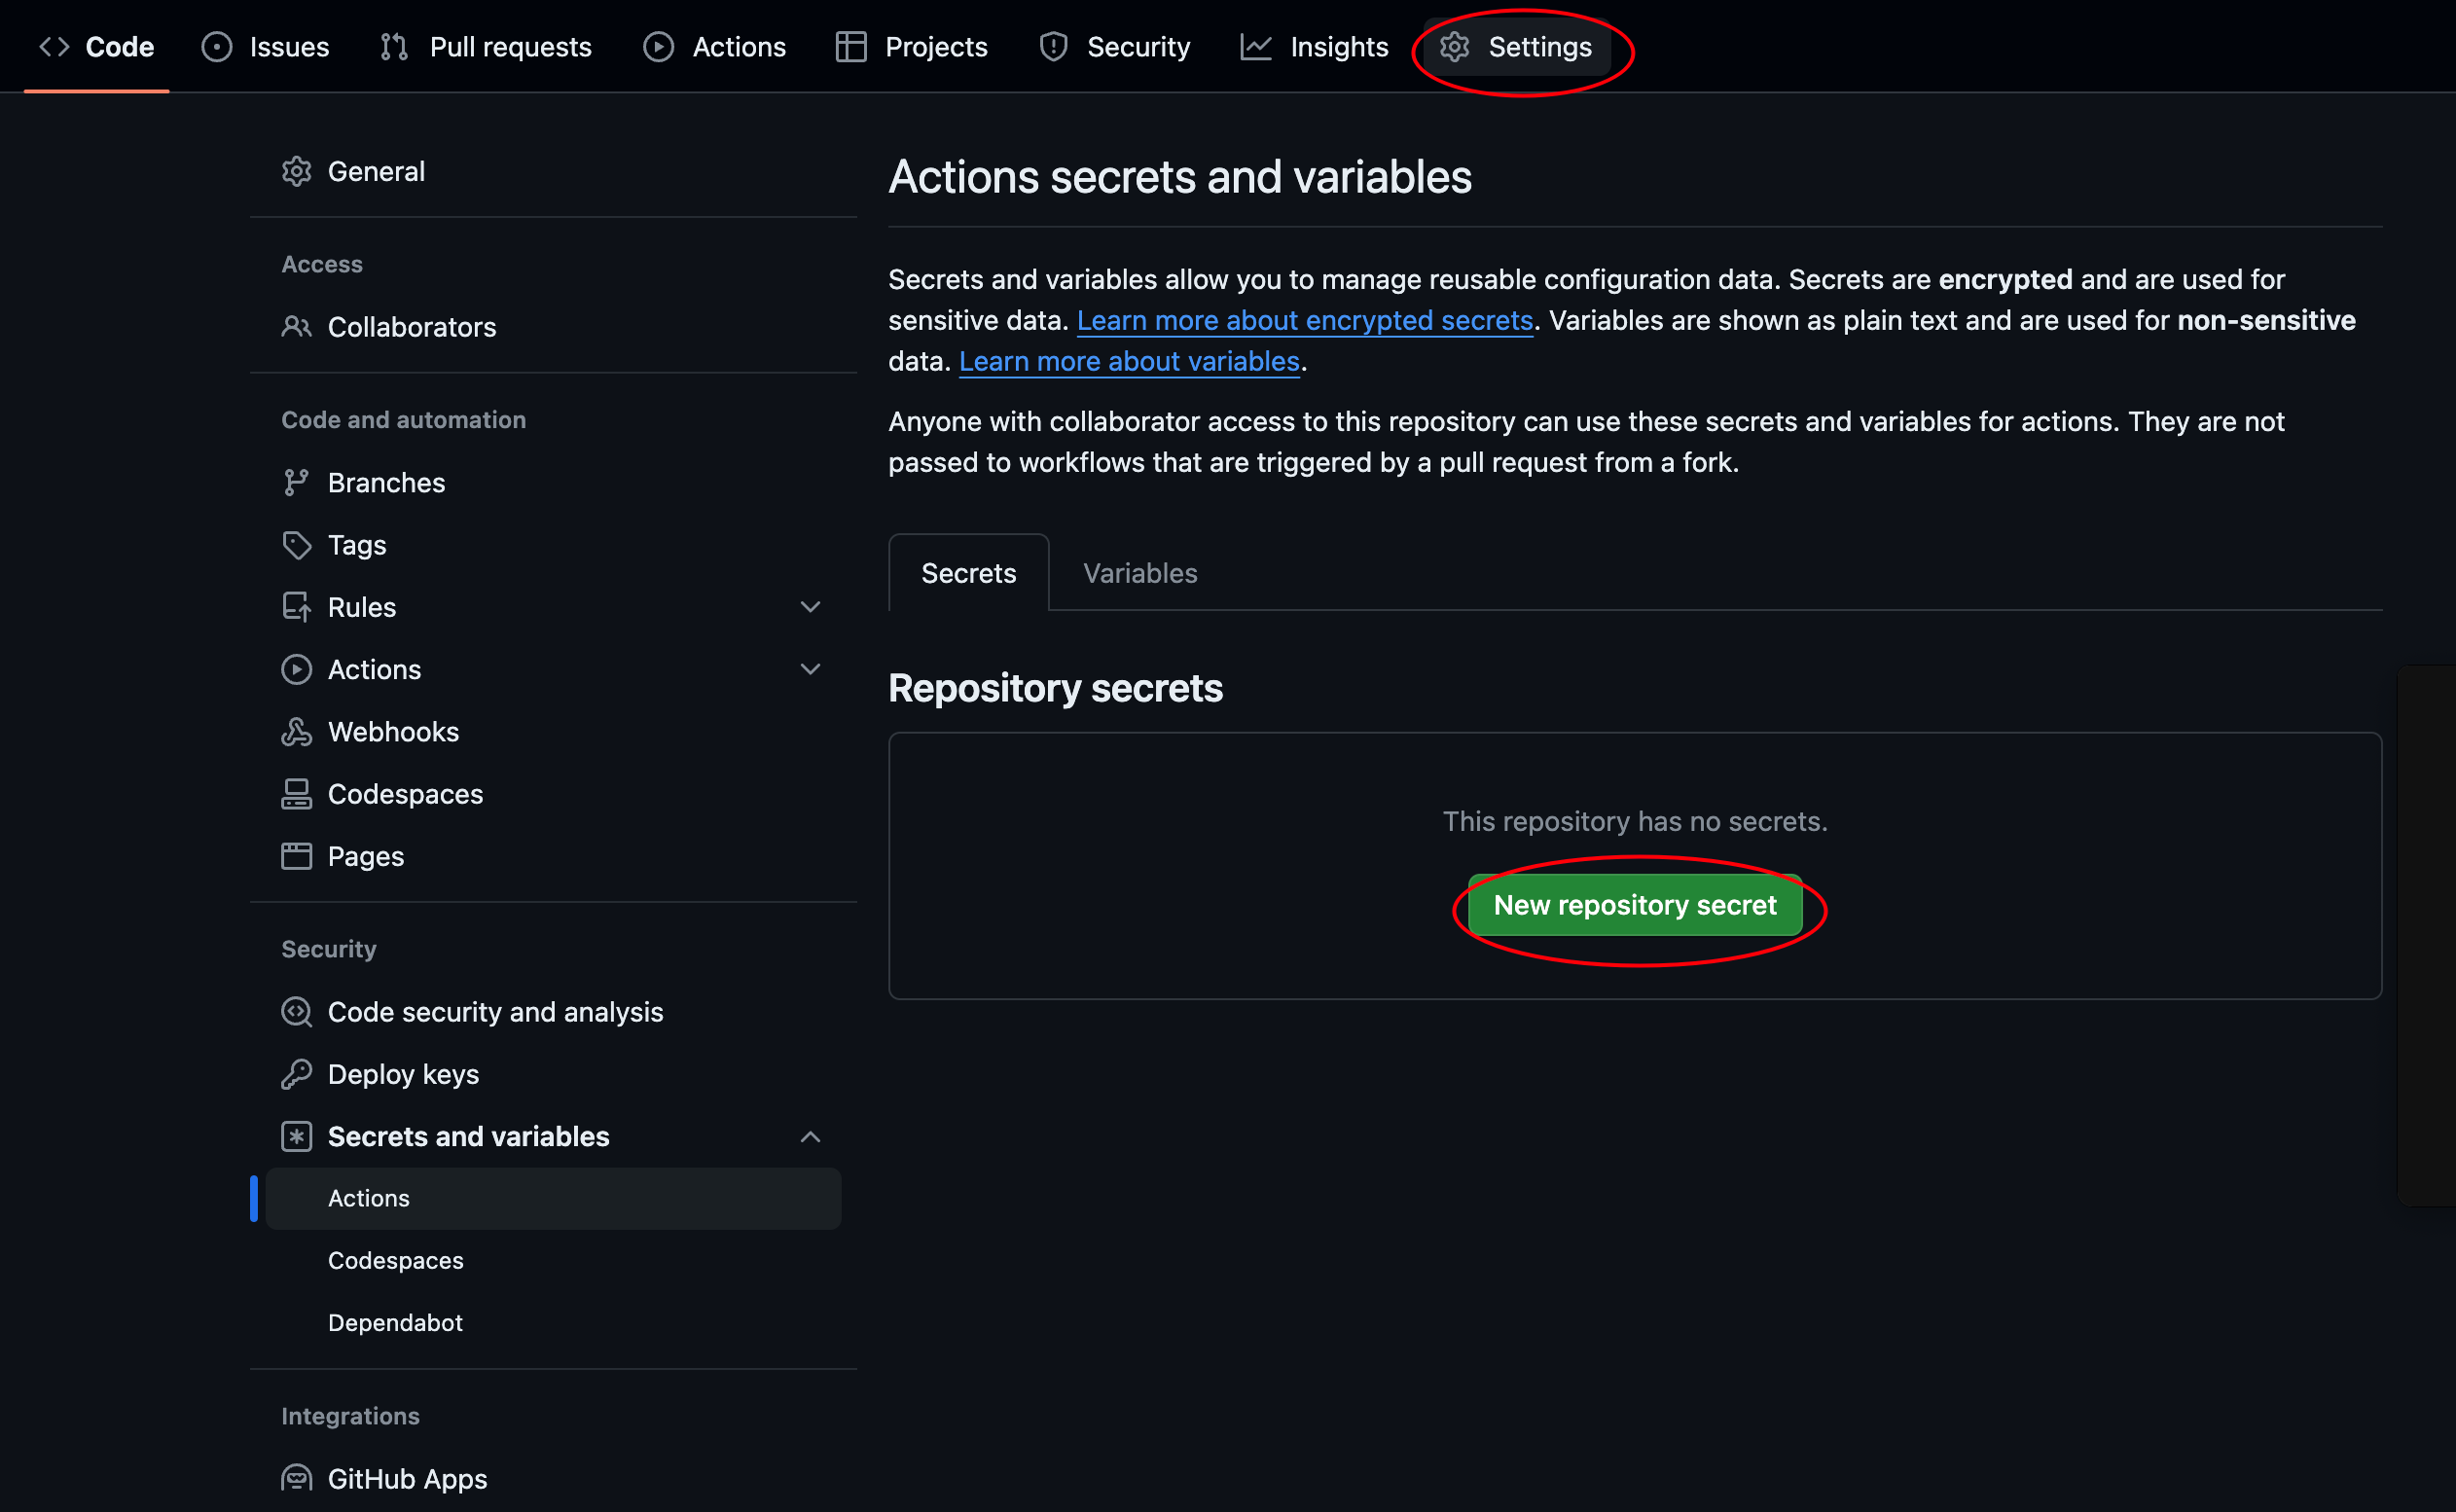 Code Issues Pull requests Actions Projects Security Insights Settings
General
Access
Collaborators
Code and automation
Branches
Tags
Rules
Actions
Webhooks
Codespaces
Pages
Security
Code security and analysis
Deploy keys
Secrets and variables
Actions
Codespaces
Dependabot
Integrations
GitHub Apps
Actions secrets and variables
Secrets and variables allow you to manage reusable configuration data. Secrets are encrypted and are used for
sensitive data. Learn more about encrypted secrets. Variables are shown as plain text and are used for non-sensitive
data. Learn more about variables.
Anyone with collaborator access to this repository can use these secrets and variables for actions. They are not
passed to workflows that are triggered by a pull request from a fork.
Secrets Variables
Repository secrets
This repository has no secrets.
New repository secret